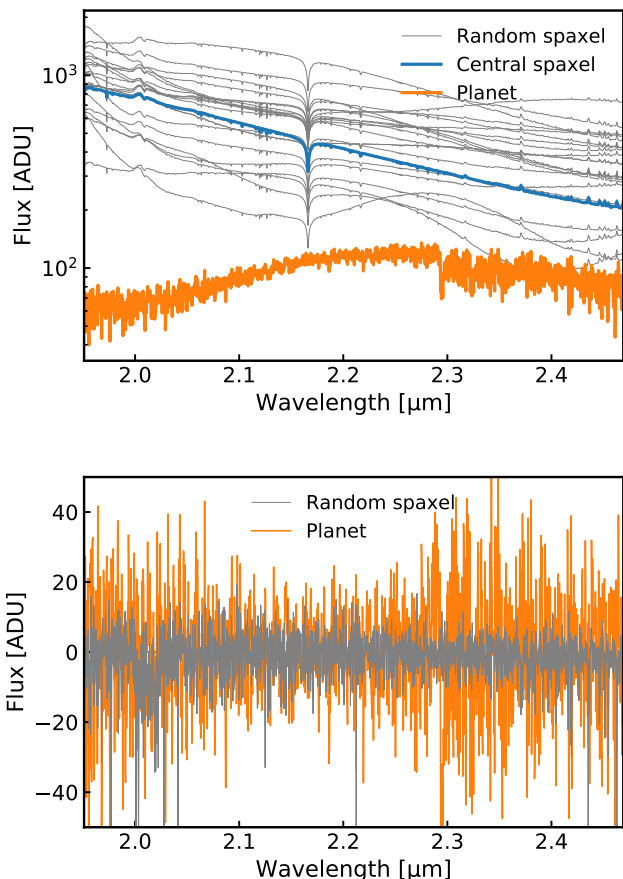 Random spaxel
Central spaxel
Planet
10³
10²
Flux [ADU]
2.0 2.1 2.2 2.3 2.4
Wavelength [µm]
Random spaxel
Planet
40
20
0
−20
−40
Flux [ADU]
2.0 2.1 2.2 2.3 2.4
Wavelength [µm]